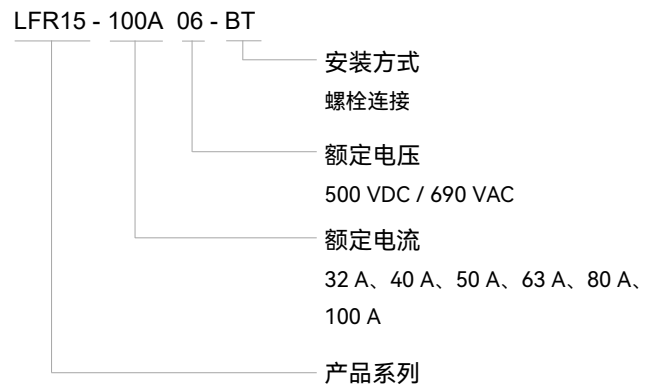 LFR15 - 100A 06 - BT
安装方式
螺栓连接
额定电压
500 VDC / 690 VAC
额定电流
32 A、40 A、50 A、63 A、80 A、
100 A
产品系列